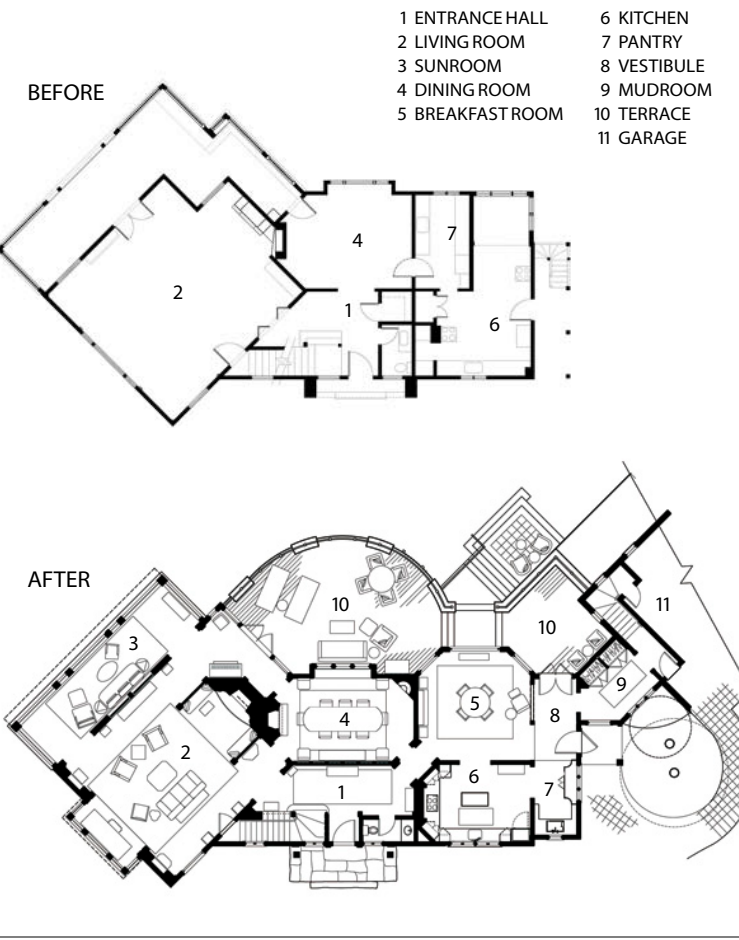 1 ENTRANCE HALL
2 LIVING ROOM
3 SUNROOM
4 DINING ROOM
5 BREAKFAST ROOM
6 KITCHEN
7 PANTRY
8 VESTIBULE
9 MUDROOM
10 TERRACE
11 GARAGE
BEFORE
4
7
2
1
6
AFTER
10
11
10
3
9
5
4
8
2
6
7
1